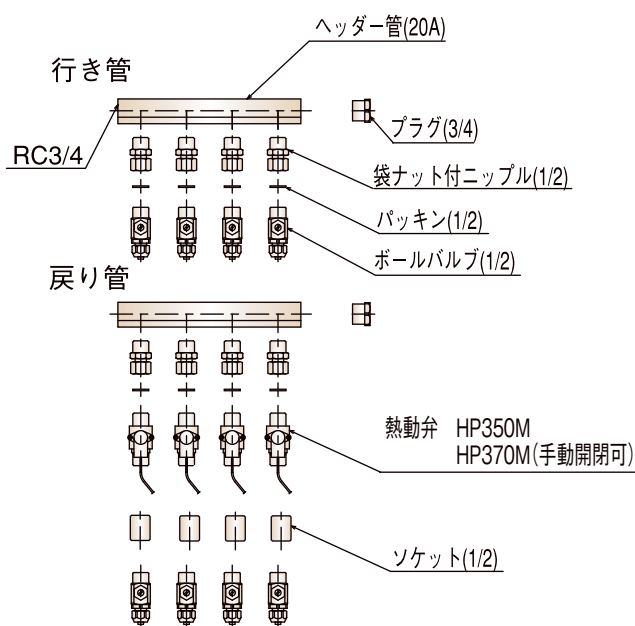 ヘッダー管(20A)
行き管
プラグ(3/4)
RC3/4
袋ナット付ニップル(1/2)
パッキン(1/2)
ボールバルブ(1/2)
戻り管
熱動弁 HP350M
HP370M(手動開閉可)
ソケット(1/2)